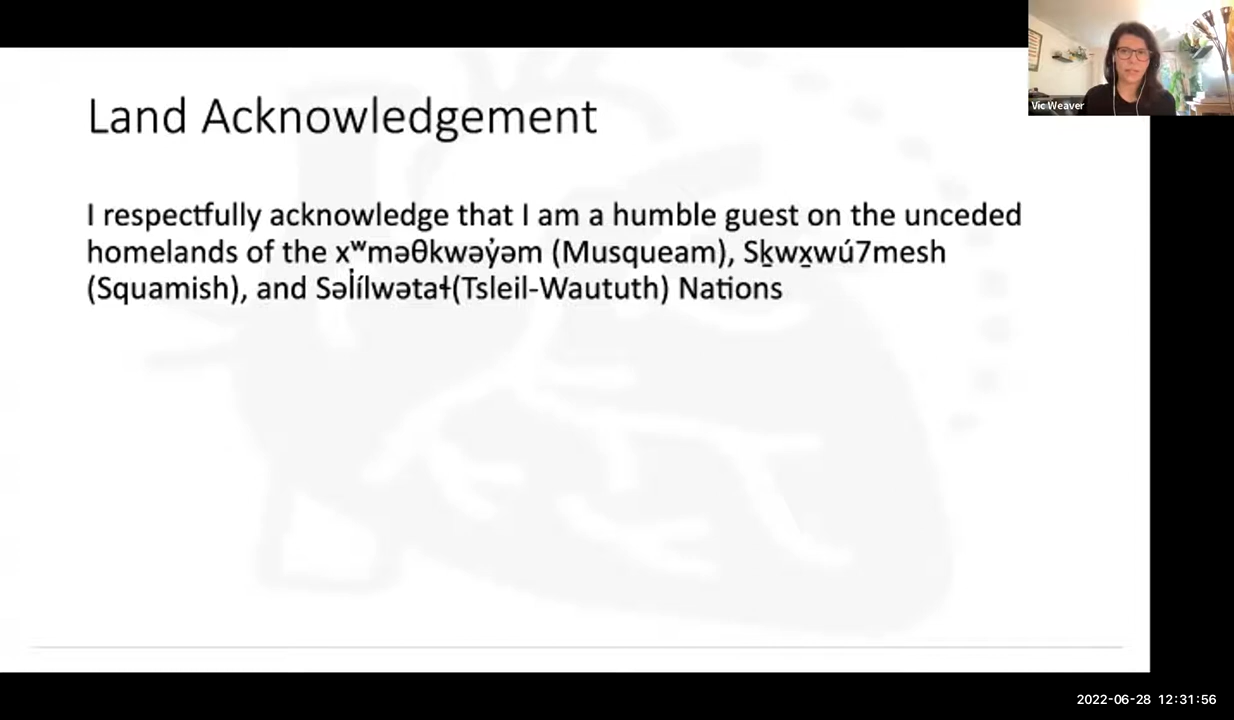 Vic Weaver
Land Acknowledgement
I respectfully acknowledge that I am a humble guest on the unceded
homelands of the xʷməθkwəy̓əm (Musqueam), Sḵwx̱wú7mesh
(Squamish), and Səl̓ílwətaɬ(Tsleil-Waututh) Nations
2022-06-28 12:31:56